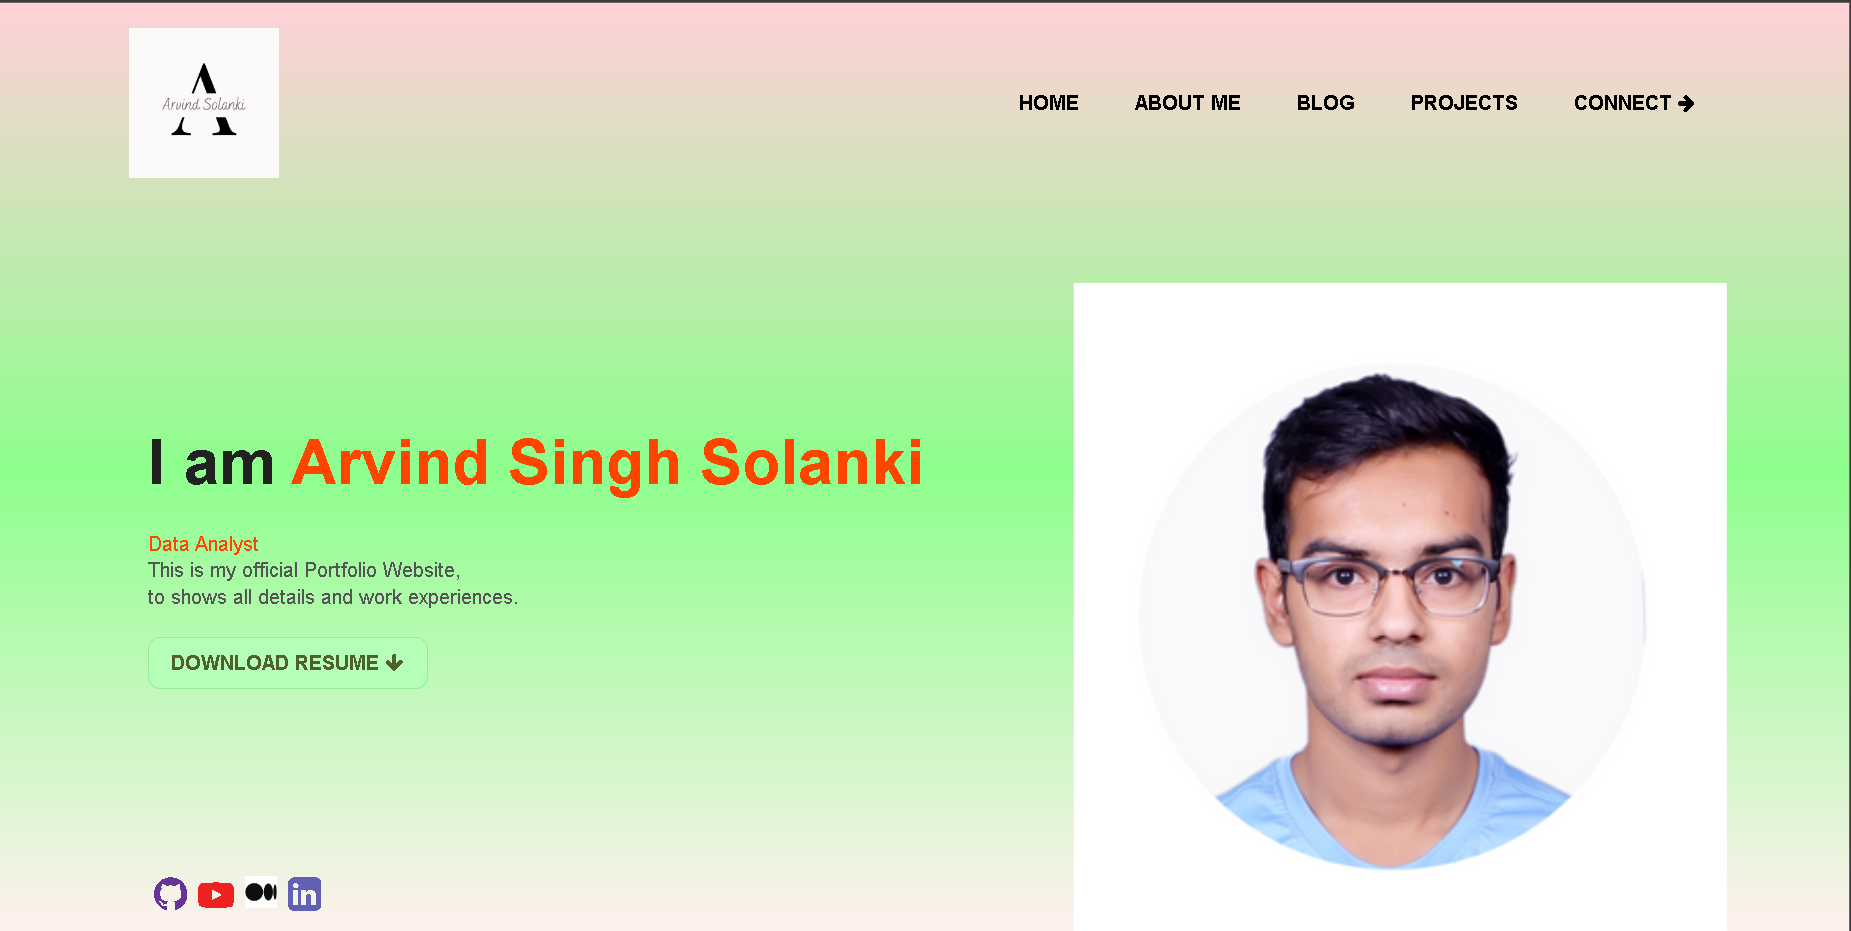 Arvind Solanki
HOME ABOUT ME BLOG PROJECTS CONNECT
I am Arvind Singh Solanki
Data Analyst
This is my official Portfolio Website,
to shows all details and work experiences.
DOWNLOAD RESUME
in